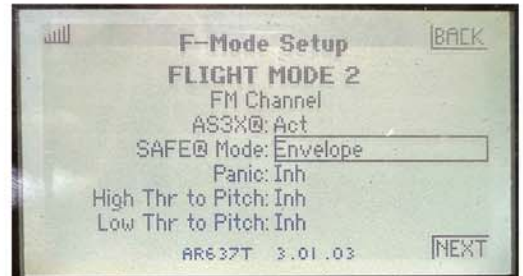 F-Mode Setup
BACK
FLIGHT MODE 2
FM Channel
AS3X®: Act
SAFE® Mode: Envelope
Panic: Inh
High Thr to Pitch: Inh
Low Thr to Pitch: Inh
AR637T 3.01.03
NEXT